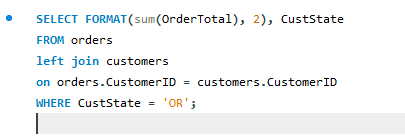 SELECT FORMAT(sum(OrderTotal), 2), CustState
FROM orders
left join customers
on orders.CustomerID = customers.CustomerID
WHERE CustState = 'OR';